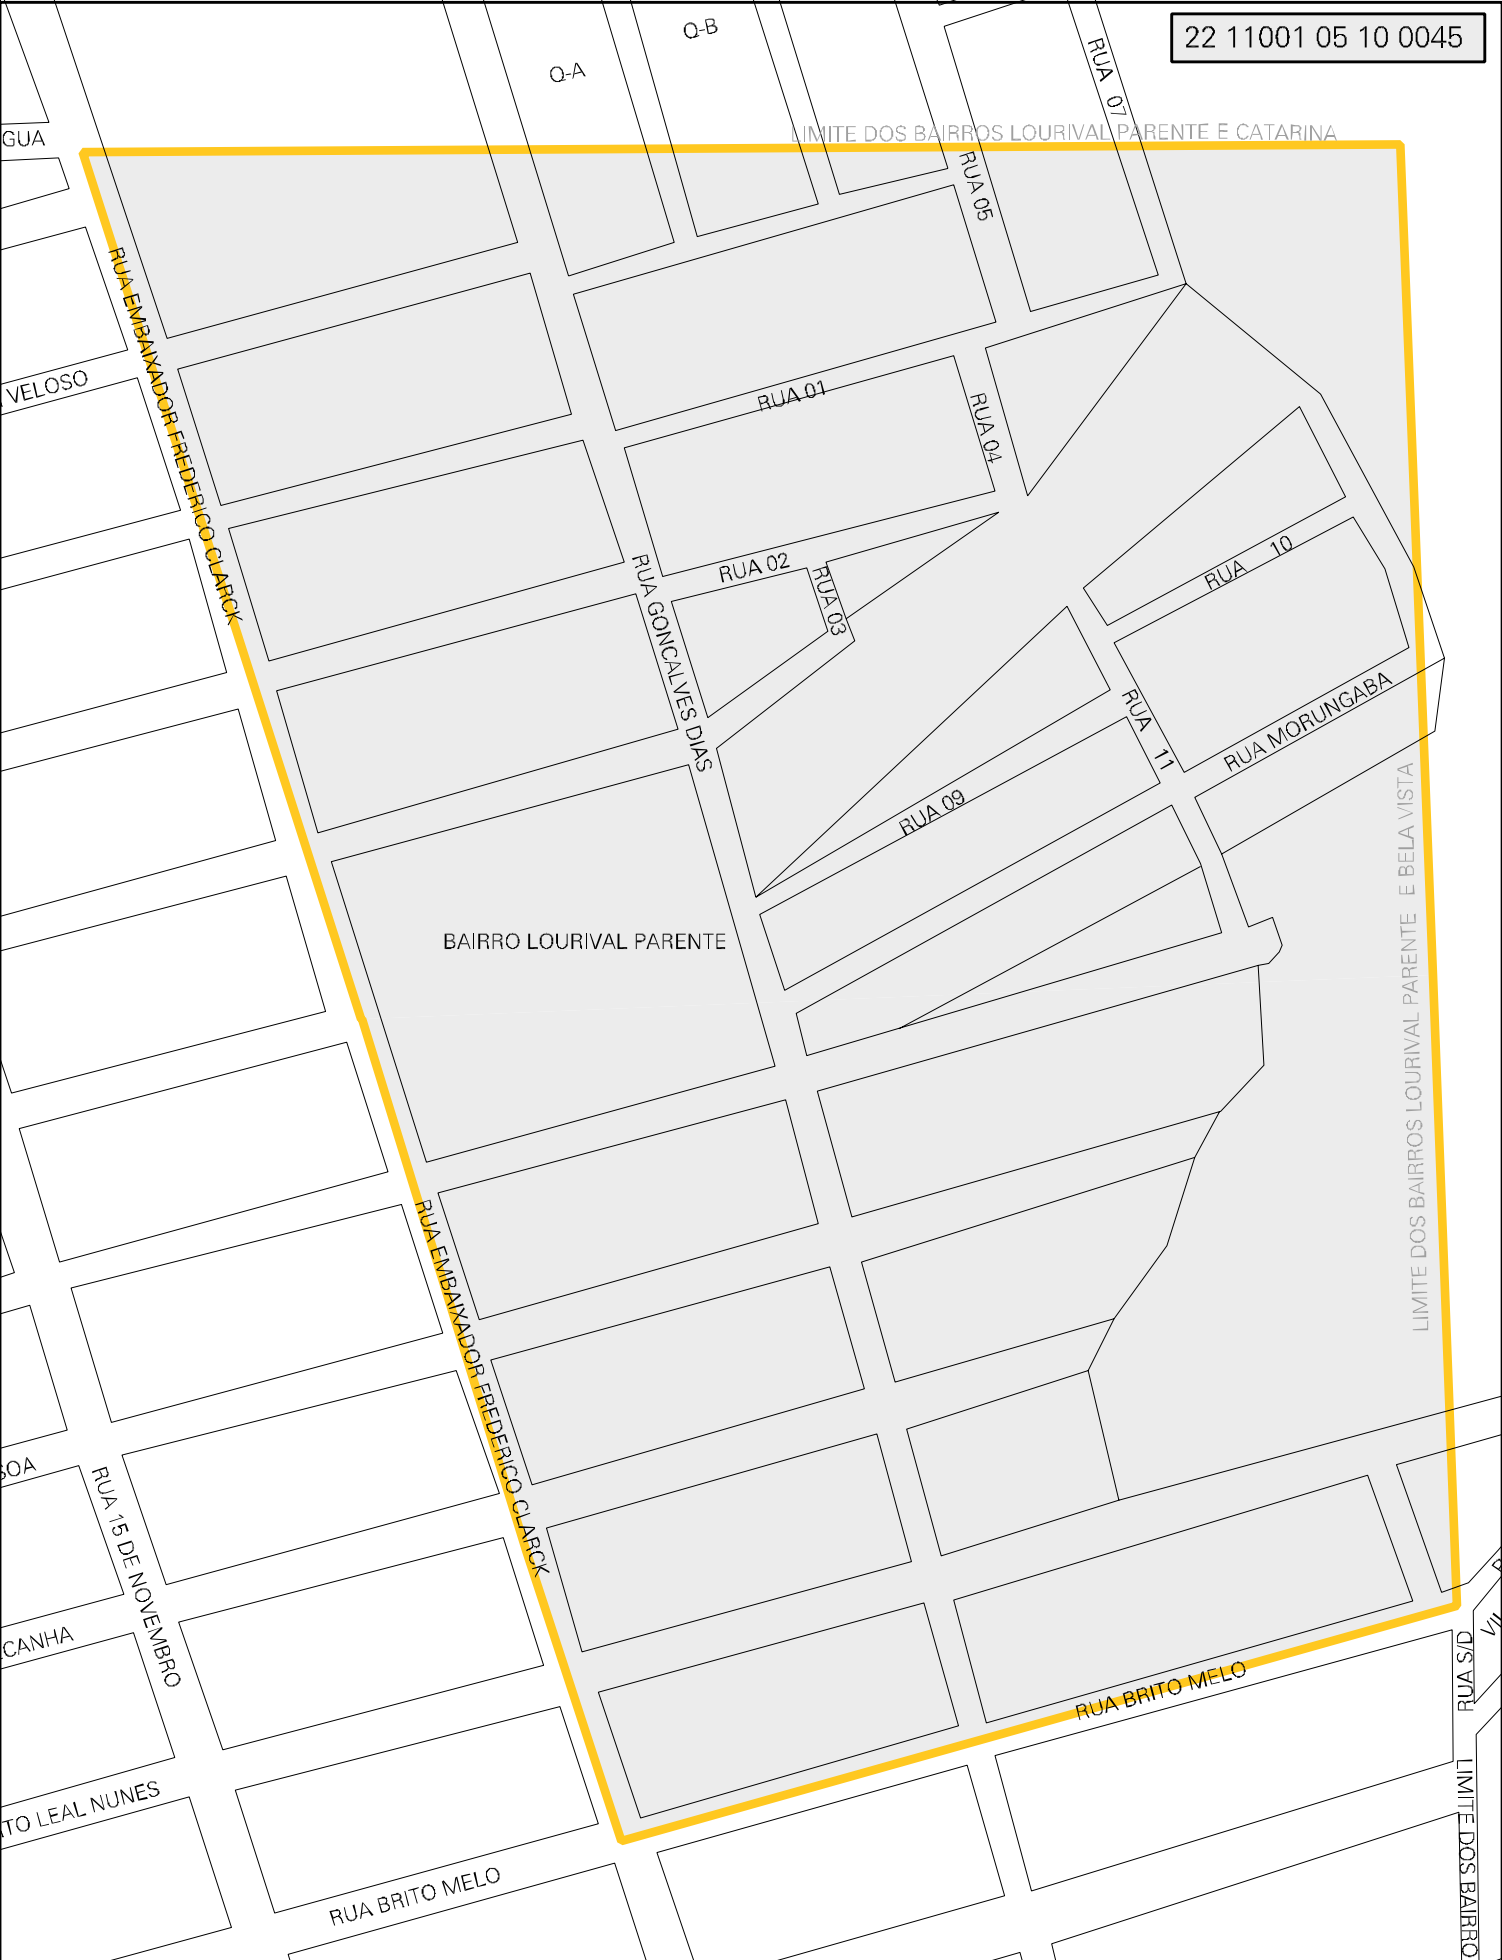 Q-B
22 11001 05 10 0045
Q-A
RUA 07
GUA
LIMITE DOS BAIRROS LOURIVAL PARENTE E CATARINA
RUA 05
RUA EMBAIXADOR FREDERICO CLARCK
VELOSO
RUA 01
RUA 04
RUA 02
RUA 03
RUA 10
RUA GONCALVES DIAS
RUA 11
RUA MORUNGABA
RUA 09
BAIRRO LOURIVAL PARENTE
LIMITE DOS BAIRROS LOURIVAL PARENTE E BELA VISTA
RUA EMBAIXADOR FREDERICO CLARCK
SOA
RUA 15 DE NOVEMBRO
CANHA
RUA S/D
VIL
RUA BRITO MELO
TO LEAL NUNES
LIMITE DOS BAIRRO
RUA BRITO MELO